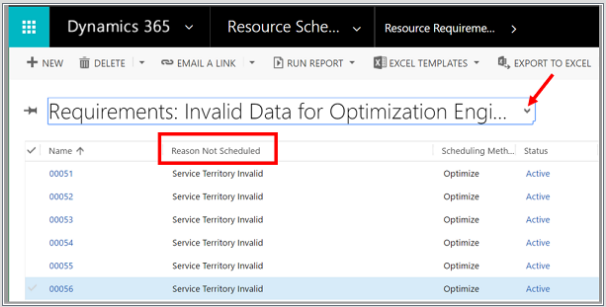 Dynamics 365 Resource Sche... Resource Requireme...
NEW DELETE EMAIL A LINK RUN REPORT EXCEL TEMPLATES EXPORT TO EXCEL
Requirements: Invalid Data for Optimization Engi...
Name Reason Not Scheduled Scheduling Meth... Status
00051 Service Territory Invalid Optimize Active
00052 Service Territory Invalid Optimize Active
00053 Service Territory Invalid Optimize Active
00054 Service Territory Invalid Optimize Active
00055 Service Territory Invalid Optimize Active
00056 Service Territory Invalid Optimize Active